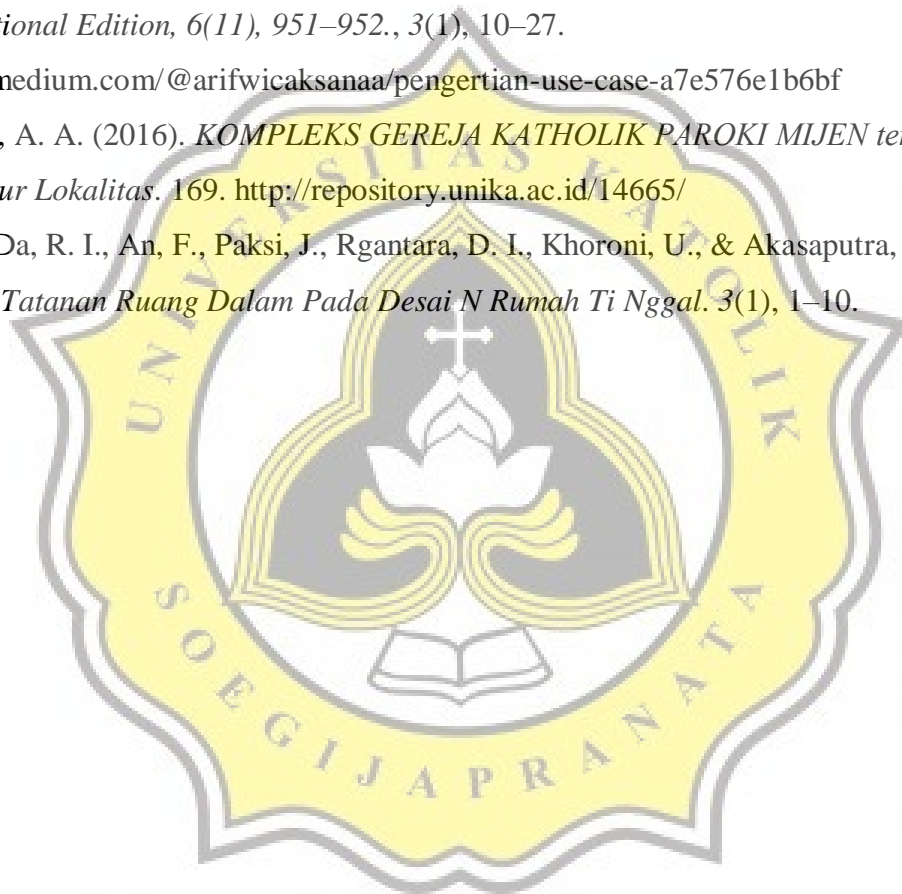 tional Edition, 6(11), 951–952., 3(1), 10–27.
medium.com/@arifwicaksanaa/pengertian-use-case-a7e576e1b6bf
, A. A. (2016). KOMPLEKS GEREJA KATHOLIK PAROKI MIJEN ter
ur Lokalitas. 169. http://repository.unika.ac.id/14665/
Da, R. I., An, F., Paksi, J., Rgantara, D. I., Khoroni, U., & Akasaputra,
Tatanan Ruang Dalam Pada Desai N Rumah Ti Nggal. 3(1), 1–10.
UNIVERSITAS KATOLIK
SOEGIJAPRANATA